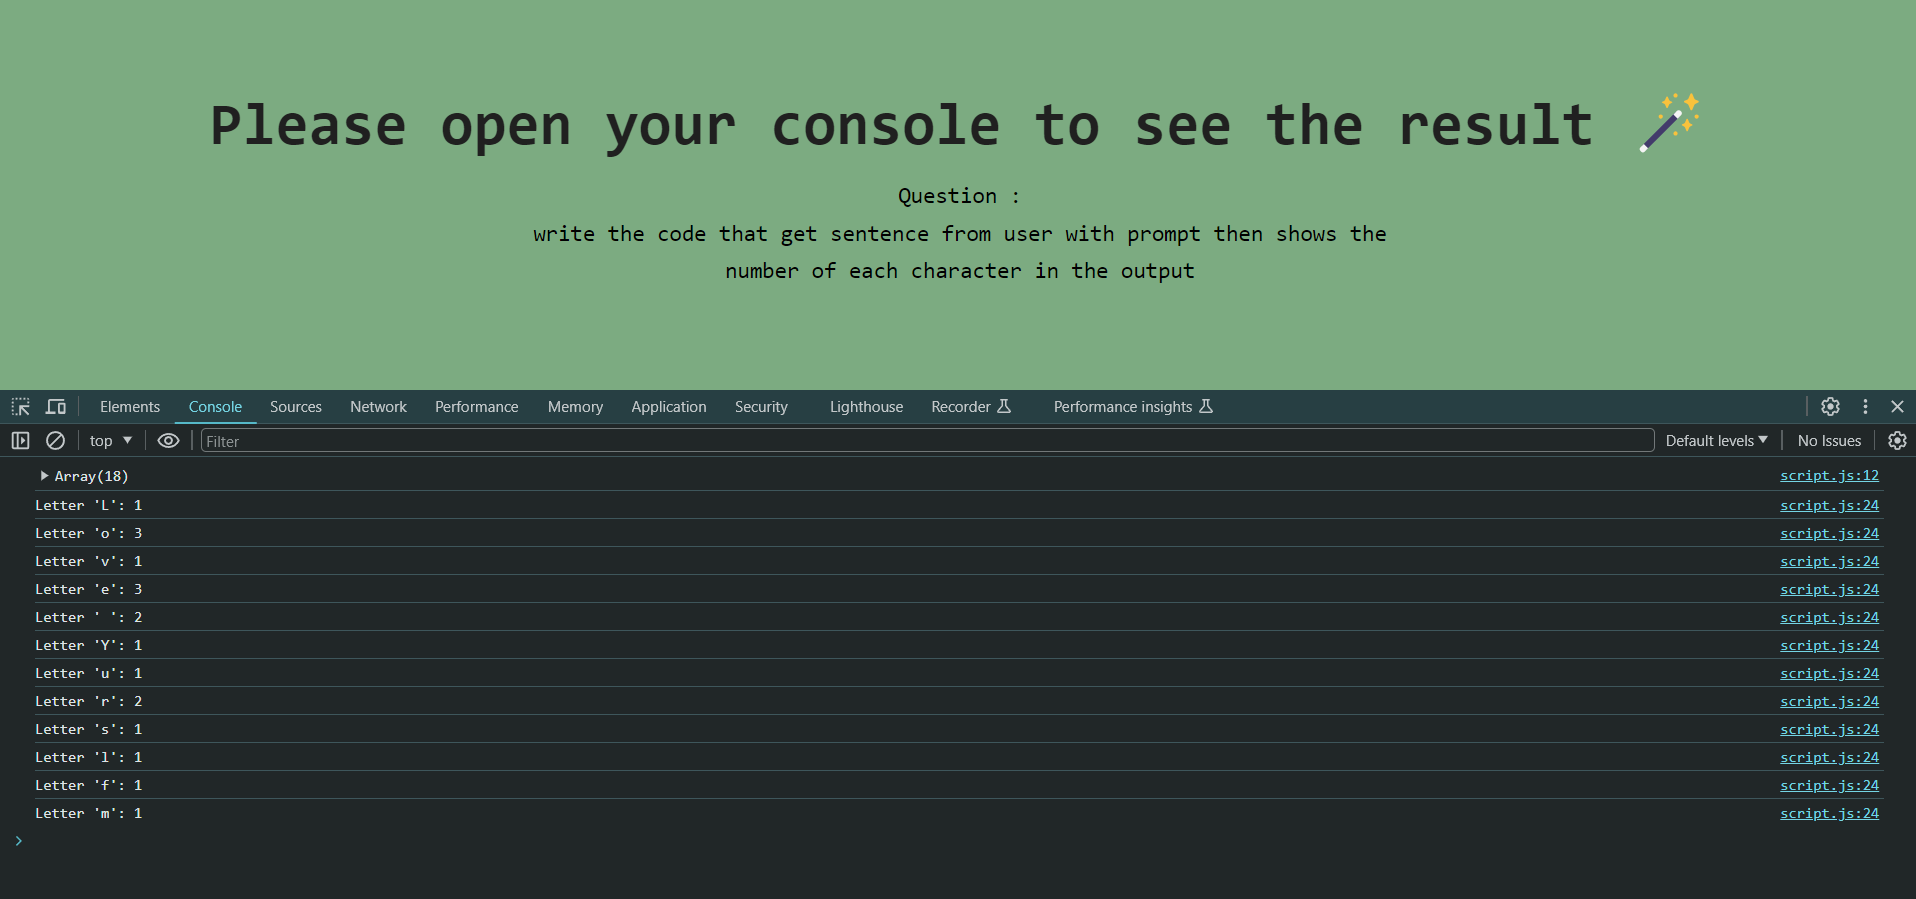 Please open your console to see the result
Question :
write the code that get sentence from user with prompt then shows the
number of each character in the output
Elements Console Sources Network Performance Memory Application Security Lighthouse Recorder Performance insights
top Filter Default levels No Issues
Array(18) script.js:12
Letter 'L': 1 script.js:24
Letter 'o': 3 script.js:24
Letter 'v': 1 script.js:24
Letter 'e': 3 script.js:24
Letter ' ': 2 script.js:24
Letter 'Y': 1 script.js:24
Letter 'u': 1 script.js:24
Letter 'r': 2 script.js:24
Letter 's': 1 script.js:24
Letter 'l': 1 script.js:24
Letter 'f': 1 script.js:24
Letter 'm': 1 script.js:24